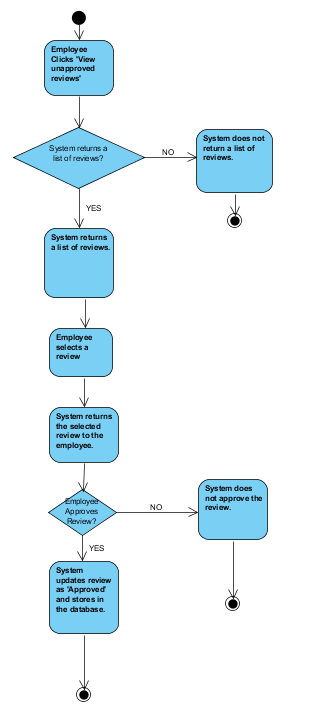 Employee
Clicks 'View
unapproved
reviews'
System returns a
list of reviews?
NO
System does not
return a list of
reviews.
YES
System returns
a list of reviews.
Employee
selects a
review
System returns
the selected
review to the
employee.
Employee
Approves
Review?
NO
System does
not approve the
review.
YES
System
updates review
as 'Approved'
and stores in
the database.